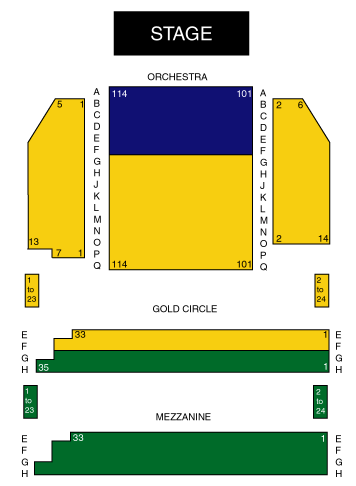 STAGE
ORCHESTRA
A 114 101 A
B 5 1 2 6 B
C C
D D
E E
F F
G G
H H
J J
K K
L L
M M
N N
O 13 2 14 O
P 7 1 P
Q 114 101 Q
1 to 23
2 to 24
GOLD CIRCLE
E 33 1 E
F F
G G
H 35 1 H
1 to 23
2 to 24
MEZZANINE
E 33 1 E
F F
G G
H H